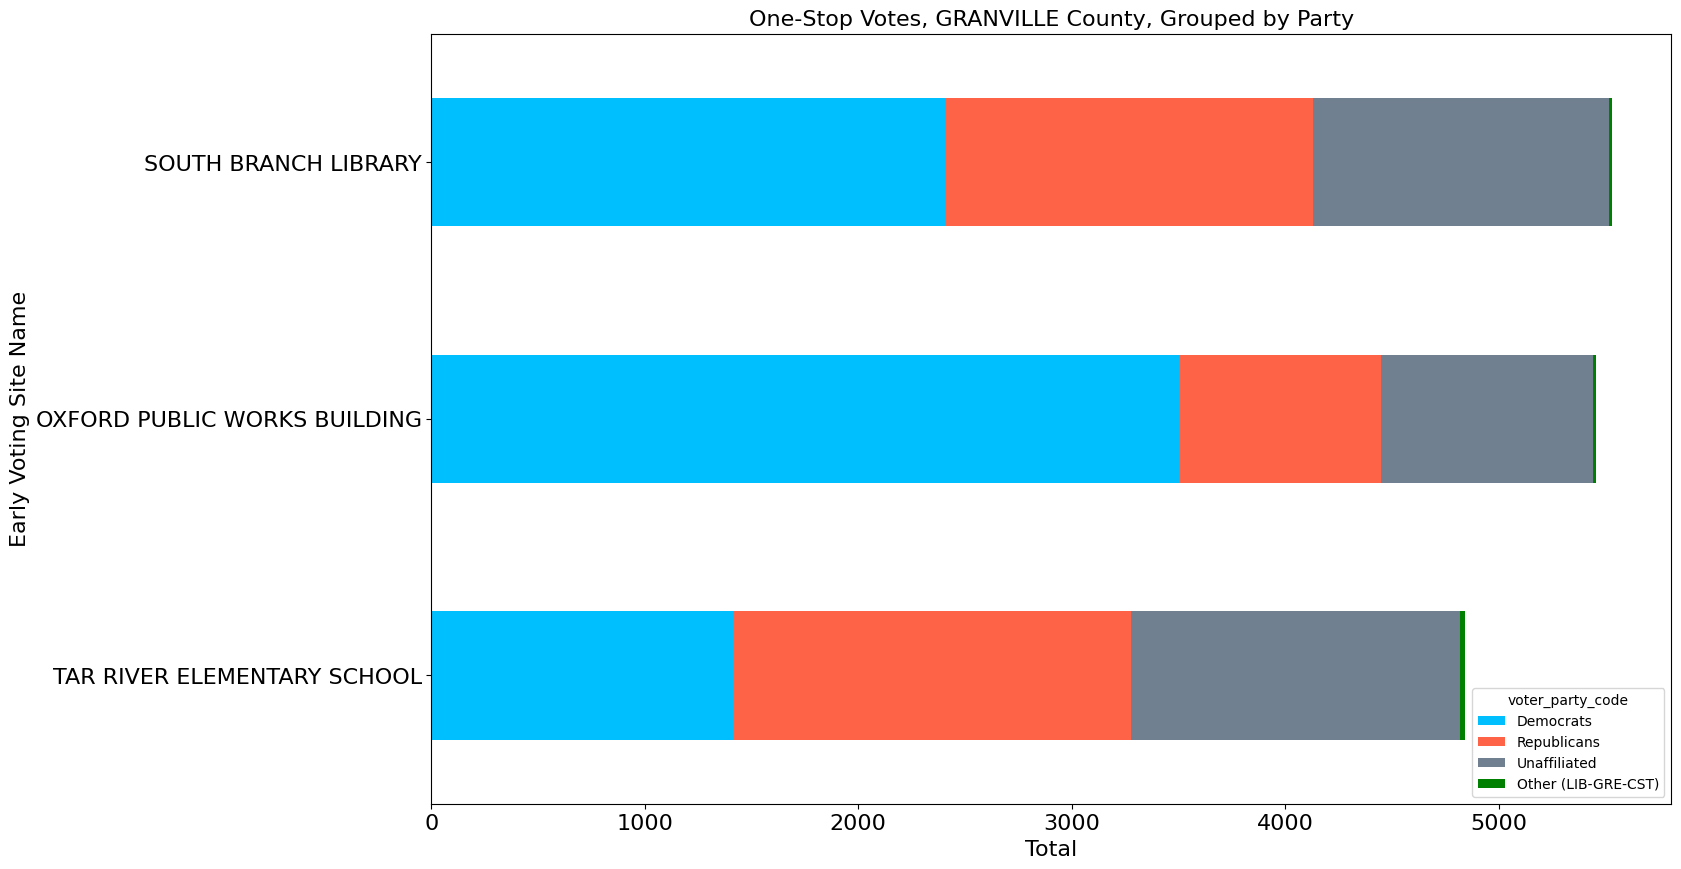 One-Stop Votes, GRANVILLE County, Grouped by Party
Early Voting Site Name
SOUTH BRANCH LIBRARY
OXFORD PUBLIC WORKS BUILDING
TAR RIVER ELEMENTARY SCHOOL
voter_party_code
Democrats
Republicans
Unaffiliated
Other (LIB-GRE-CST)
0 1000 2000 3000 4000 5000
Total